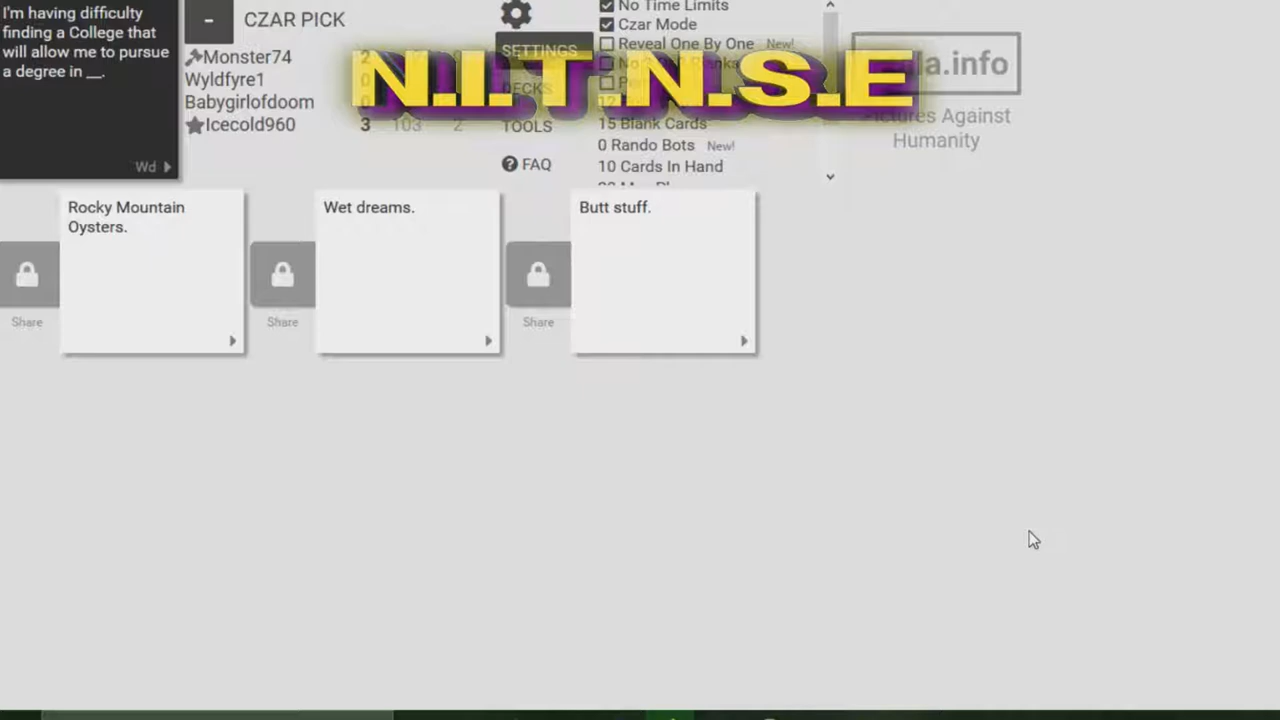 I'm having difficulty
finding a College that
will allow me to pursue
a degree in __.
Wd
-
CZAR PICK
Monster74 2
Wyldfyre1
Babygirlofdoom
Icecold960 3 103 2
SETTINGS
DECKS
TOOLS
FAQ
No Time Limits
Czar Mode
Reveal One By One New!
15 Blank Cards
0 Rando Bots New!
10 Cards In Hand
N.I.T.N.S.E
.info
Pictures Against
Humanity
Share
Rocky Mountain
Oysters.
Share
Wet dreams.
Share
Butt stuff.